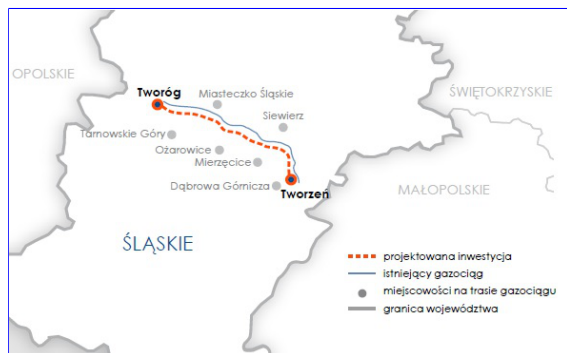 OPOLSKIE
Tworóg
Miasteczko Śląskie
ŚWIĘTOKRZYSKIE
Siewierz
Tarnowskie Góry
Ożarowice
Mierzęcice
Dąbrowa Górnicza
Tworzeń
MAŁOPOLSKIE
ŚLĄSKIE
projektowana inwestycja
istniejący gazociąg
miejscowości na trasie gazociągu
granica województwa